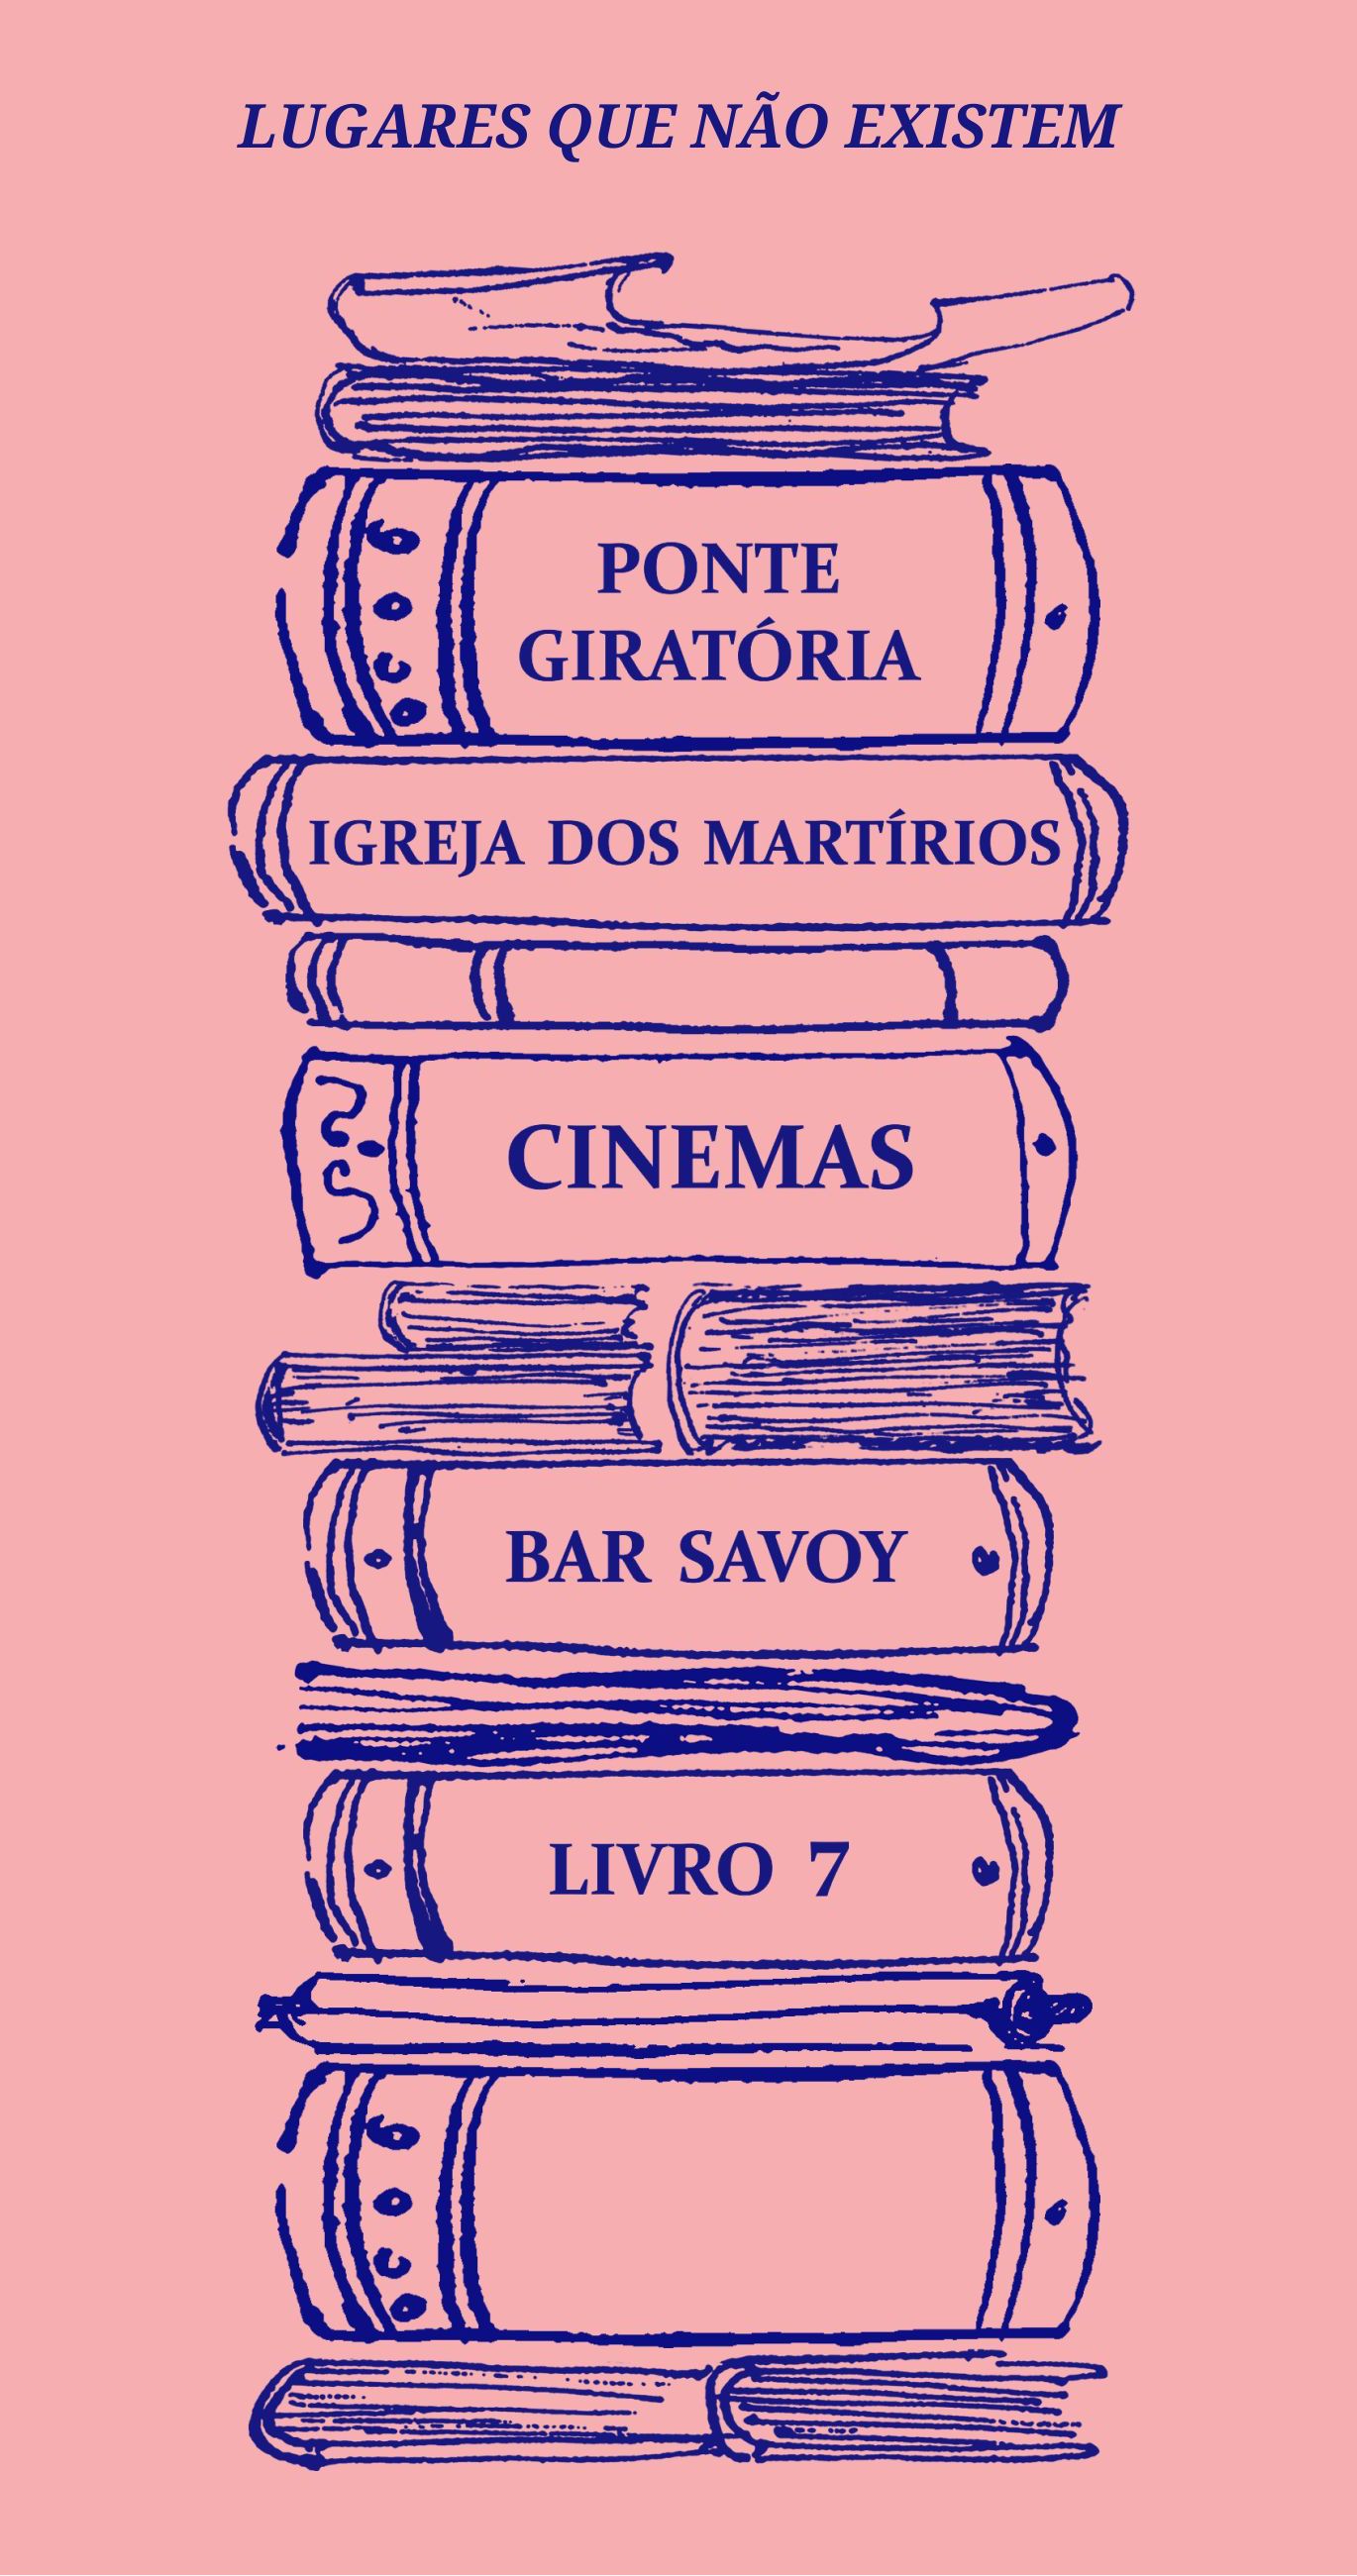 LUGARES QUE NÃO EXISTEM
PONTE
GIRATÓRIA
IGREJA DOS MARTÍRIOS
CINEMAS
BAR SAVOY
LIVRO 7